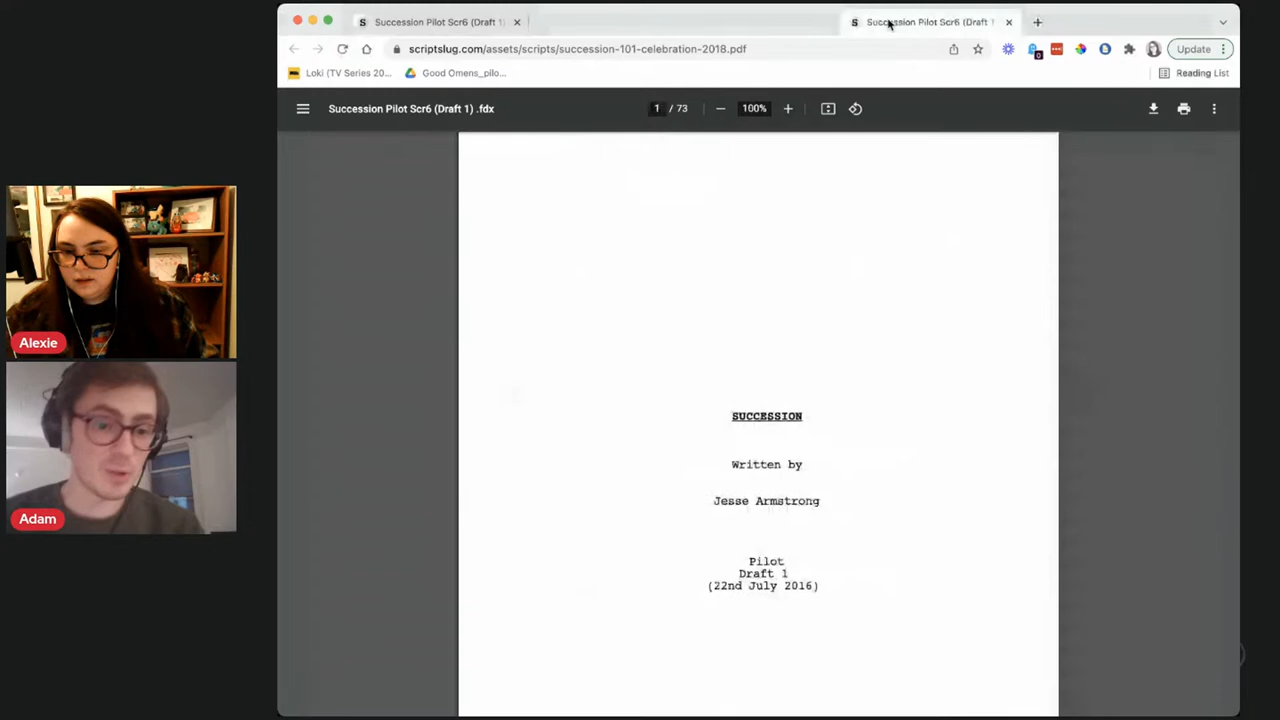 Succession Pilot Scr6 (Draft 1)
Succession Pilot Scr6 (Draft 1
scriptslug.com/assets/scripts/succession-101-celebration-2018.pdf
Update
Loki (TV Series 20...
Good Omens_pilo...
Reading List
Succession Pilot Scr6 (Draft 1) .fdx
1 / 73
100%
SUCCESSION
Written by
Jesse Armstrong
Pilot
Draft 1
(22nd July 2016)
Alexie
Adam